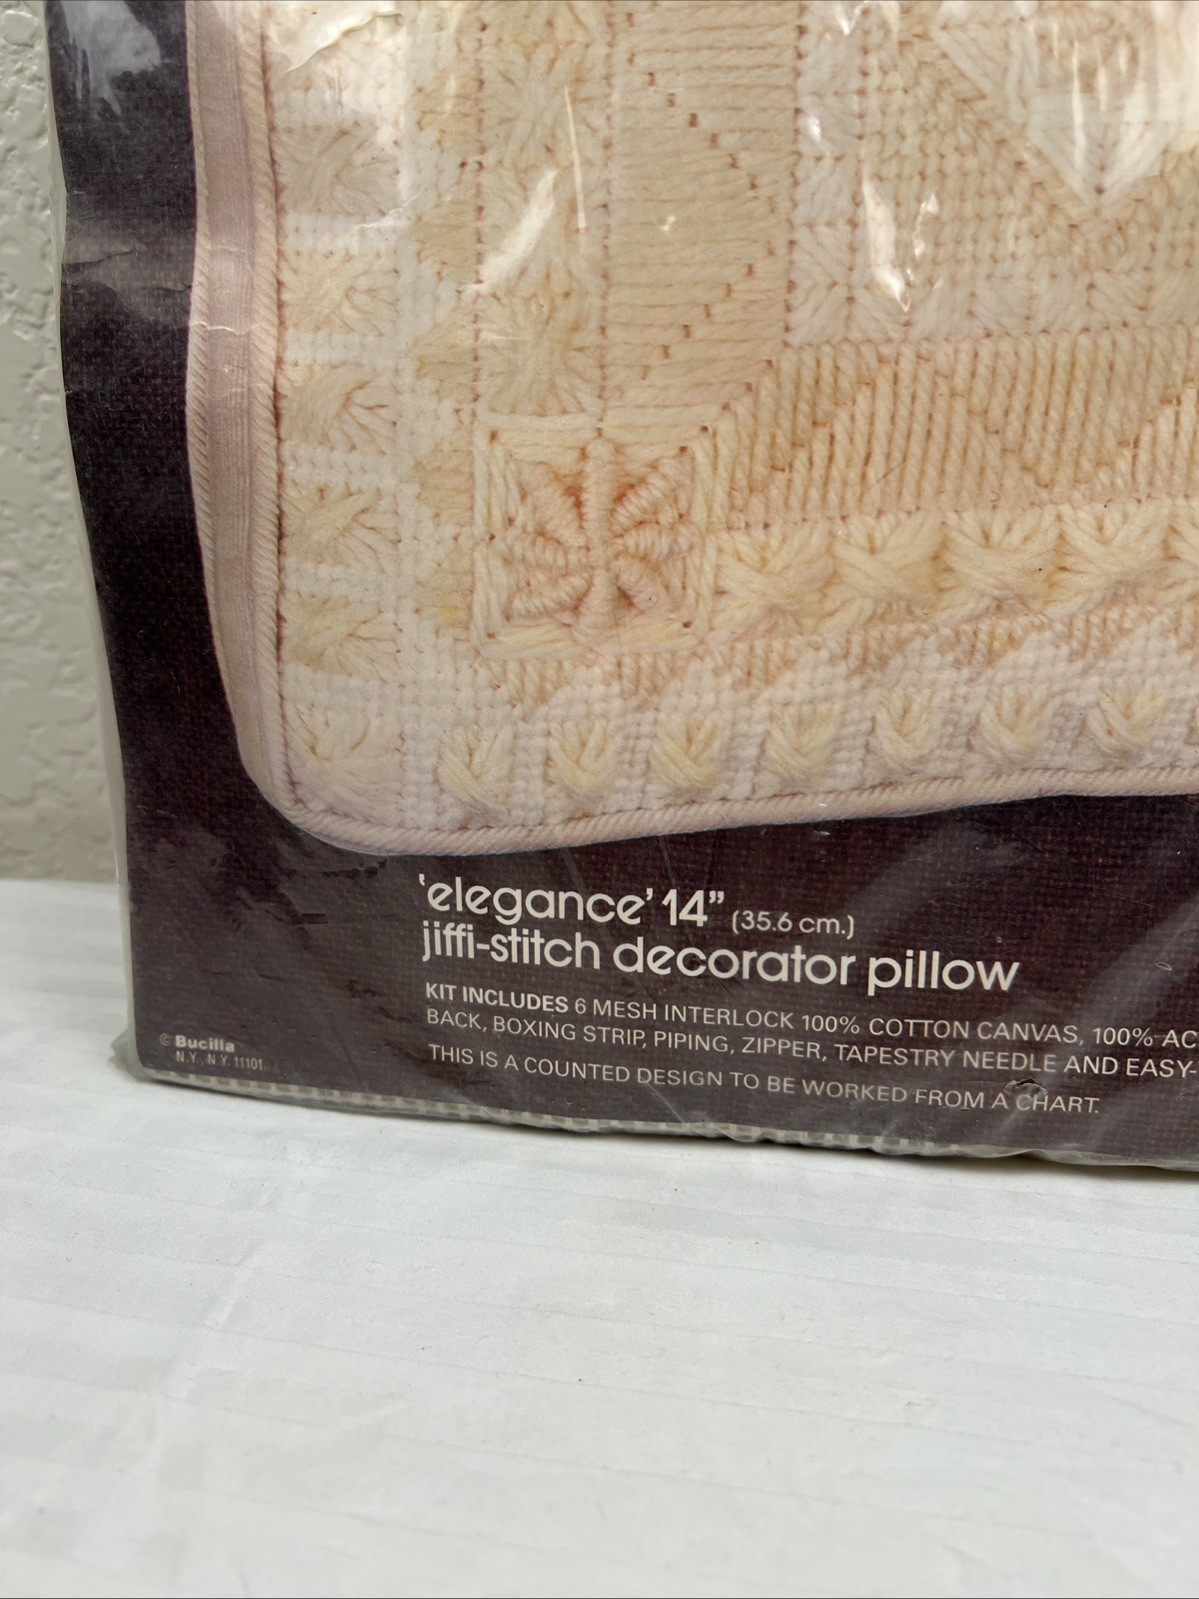 'elegance' 14" (35.6 cm.)
jiffi-stitch decorator pillow
KIT INCLUDES 6 MESH INTERLOCK 100% COTTON CANVAS, 100% AC
BACK, BOXING STRIP, PIPING, ZIPPER, TAPESTRY NEEDLE AND EASY-
THIS IS A COUNTED DESIGN TO BE WORKED FROM A CHART.
© Bucilla
N.Y., N.Y. 11101